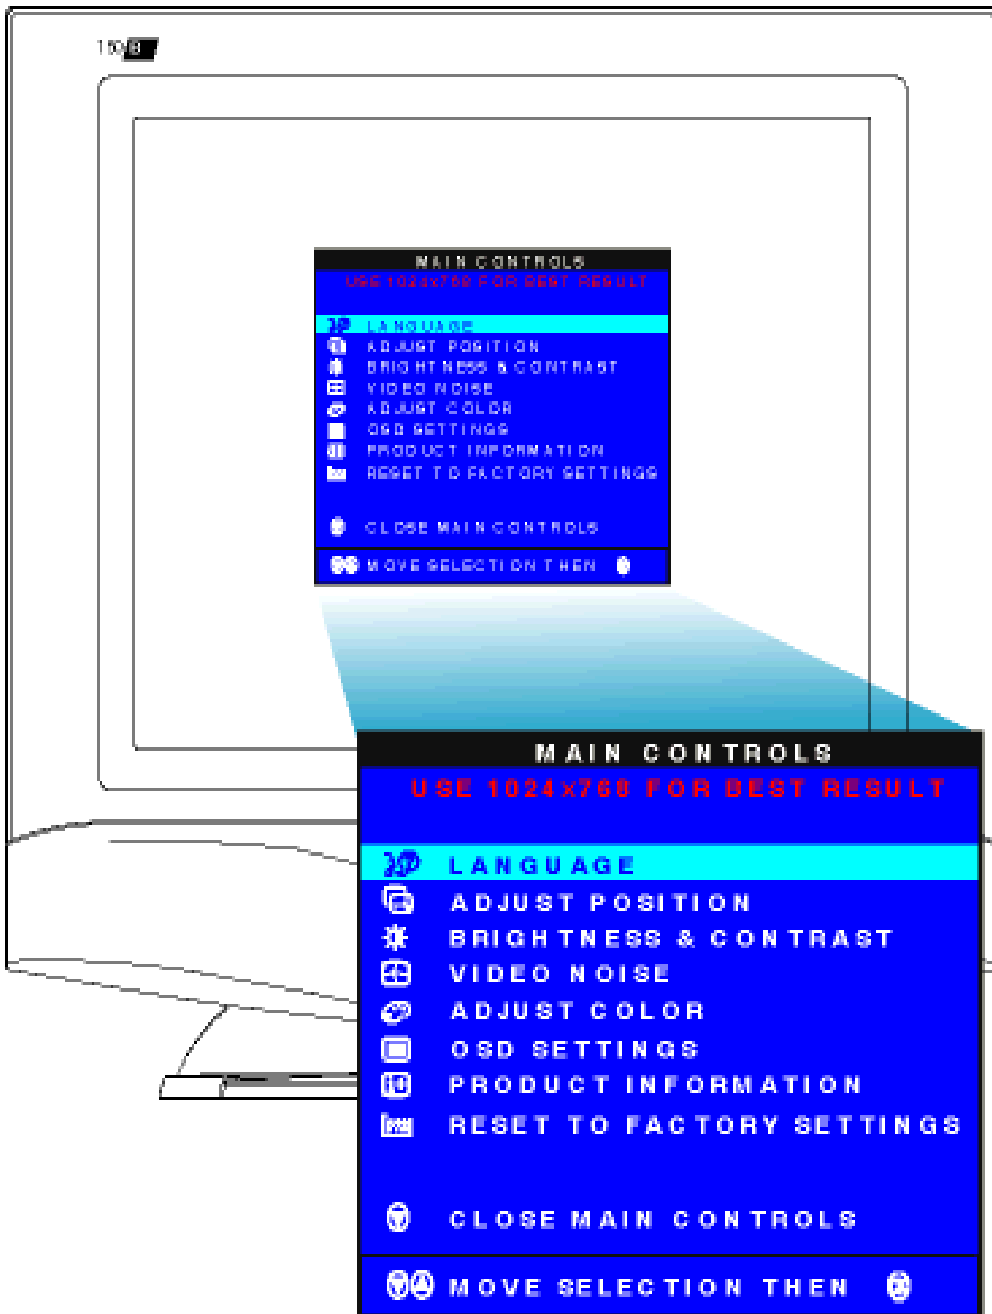 150B
MAIN CONTROLS
USE 1024x768 FOR BEST RESULT
LANGUAGE
ADJUST POSITION
BRIGHTNESS & CONTRAST
VIDEO NOISE
ADJUST COLOR
OSD SETTINGS
PRODUCT INFORMATION
RESET TO FACTORY SETTINGS
CLOSE MAIN CONTROLS
MOVE SELECTION THEN
MAIN CONTROLS
USE 1024x768 FOR BEST RESULT
LANGUAGE
ADJUST POSITION
BRIGHTNESS & CONTRAST
VIDEO NOISE
ADJUST COLOR
OSD SETTINGS
PRODUCT INFORMATION
RESET TO FACTORY SETTINGS
CLOSE MAIN CONTROLS
MOVE SELECTION THEN